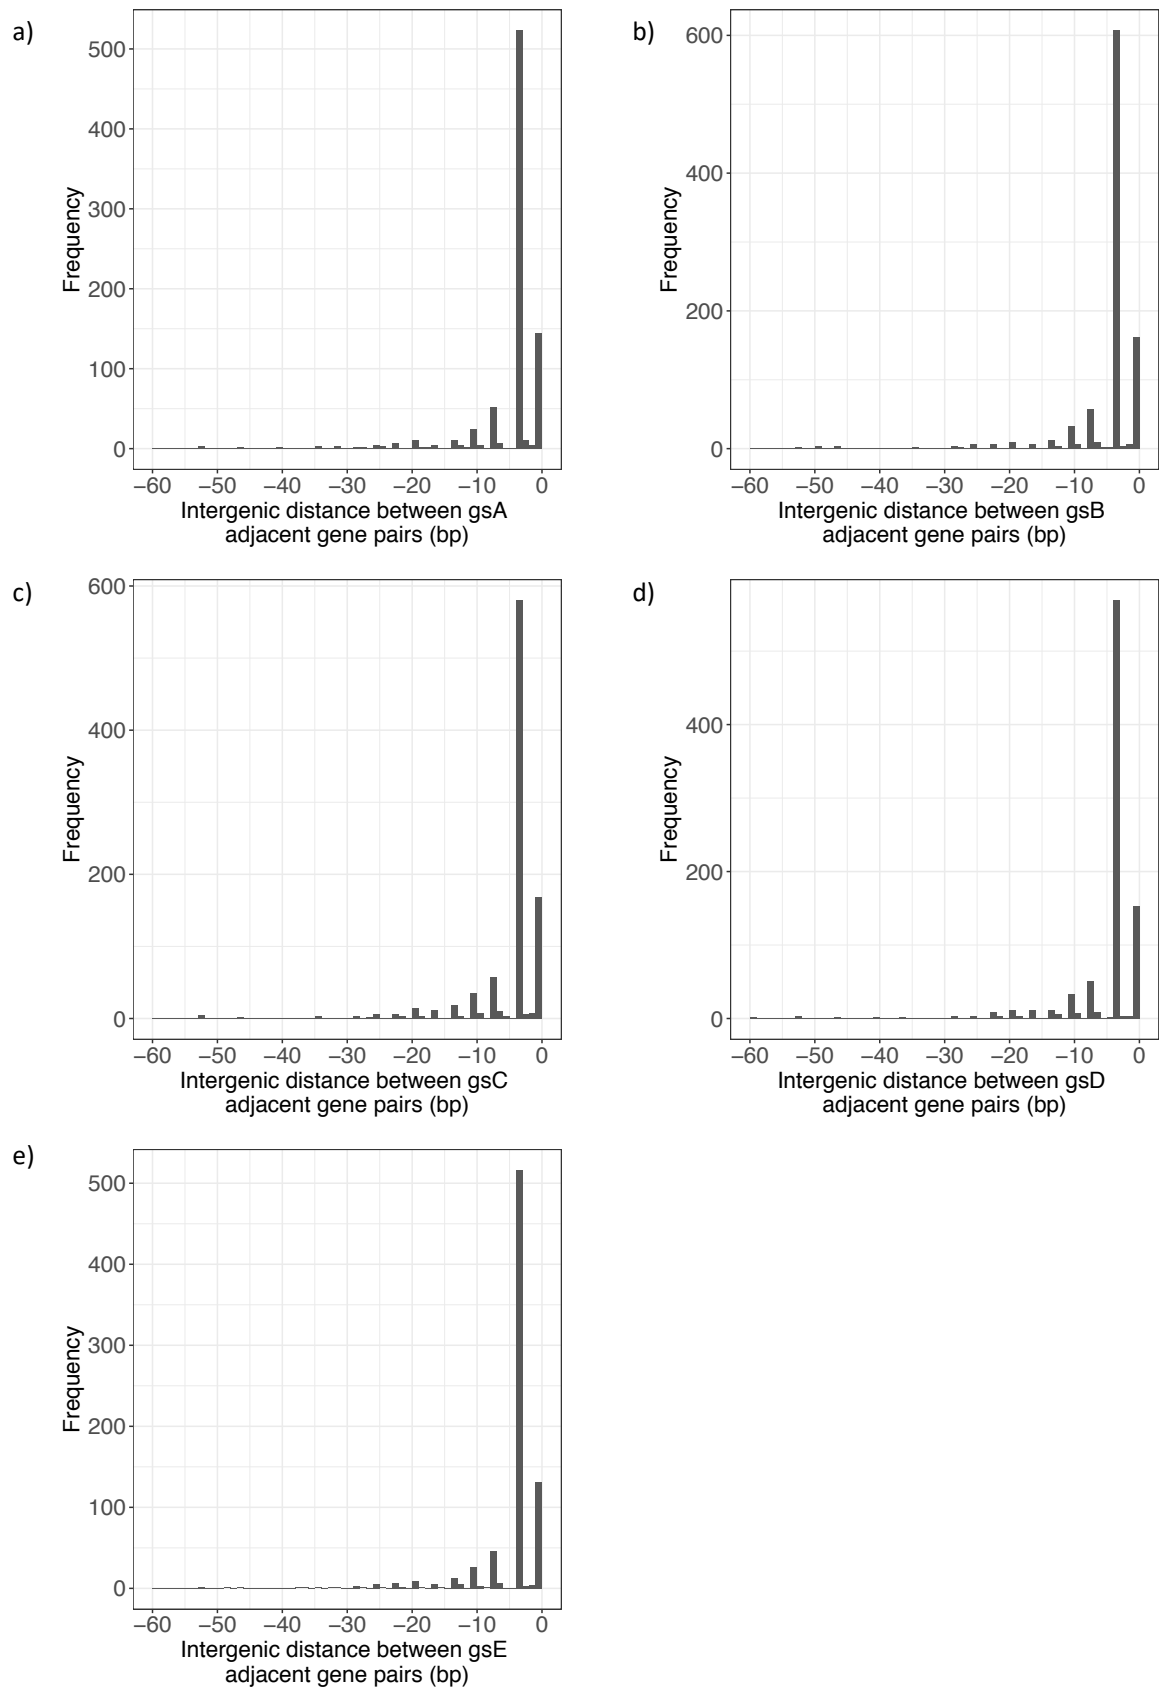 a)
500
400
300
200
100
0
Frequency
−60 −50 −40 −30 −20 −10 0
Intergenic distance between gsA
adjacent gene pairs (bp)
b)
600
400
200
0
Frequency
−60 −50 −40 −30 −20 −10 0
Intergenic distance between gsB
adjacent gene pairs (bp)
c)
600
400
200
0
Frequency
−60 −50 −40 −30 −20 −10 0
Intergenic distance between gsC
adjacent gene pairs (bp)
d)
400
200
0
Frequency
−60 −50 −40 −30 −20 −10 0
Intergenic distance between gsD
adjacent gene pairs (bp)
e)
500
400
300
200
100
0
Frequency
−60 −50 −40 −30 −20 −10 0
Intergenic distance between gsE
adjacent gene pairs (bp)